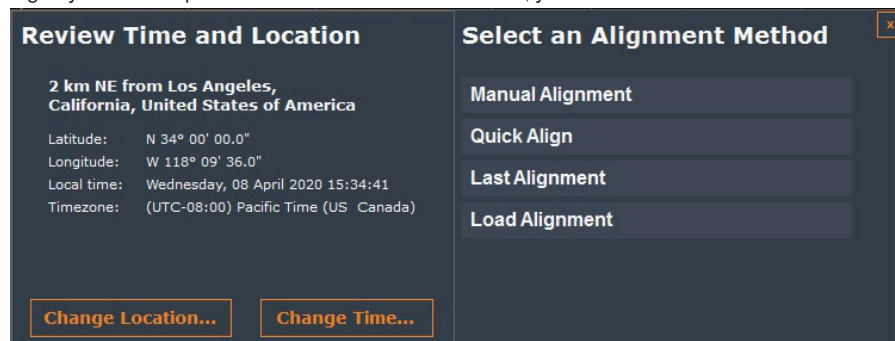 Review Time and Location
2 km NE from Los Angeles,
California, United States of America
Latitude: N 34° 00' 00.0"
Longitude: W 118° 09' 36.0"
Local time: Wednesday, 08 April 2020 15:34:41
Timezone: (UTC-08:00) Pacific Time (US Canada)
Change Location...
Change Time...
Select an Alignment Method
x
Manual Alignment
Quick Align
Last Alignment
Load Alignment